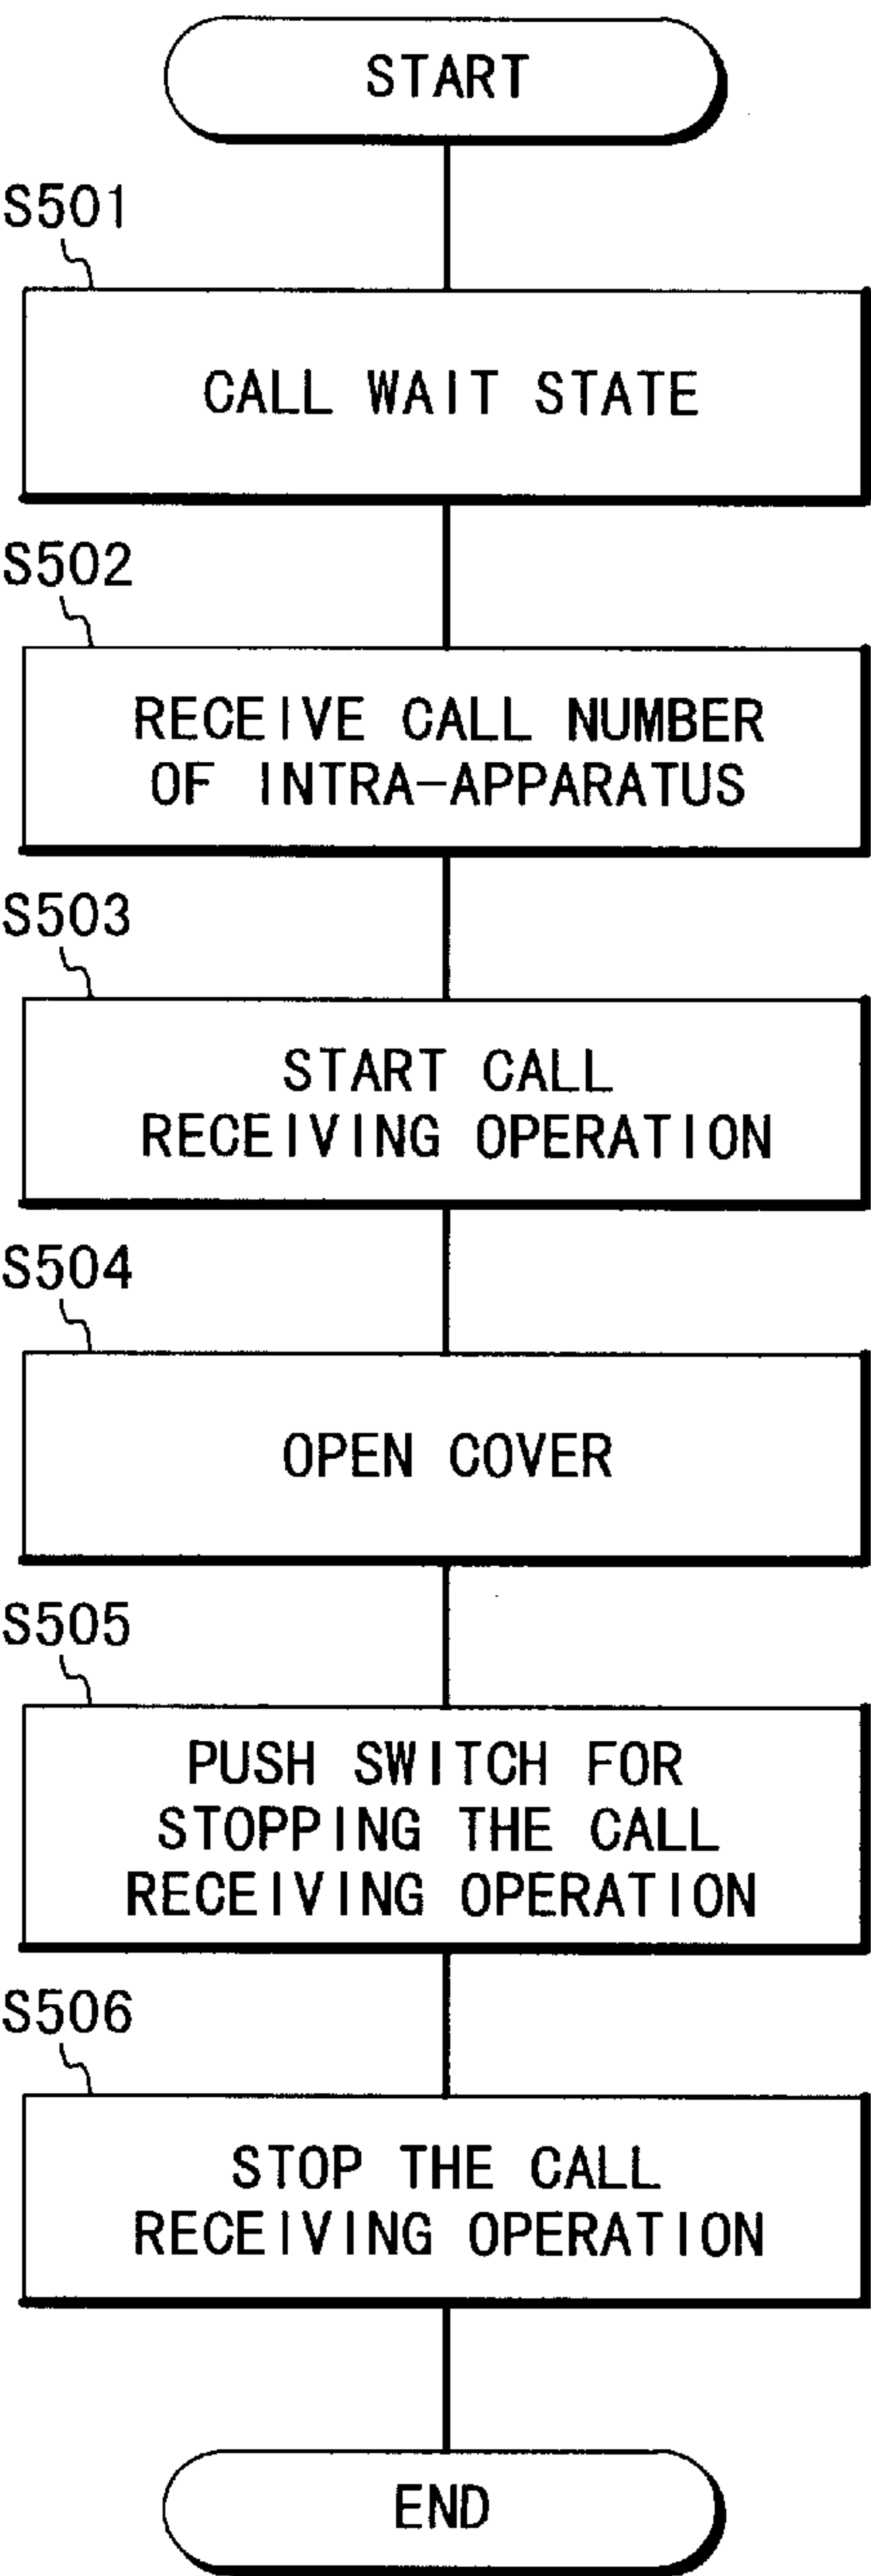 START
S501
CALL WAIT STATE
S502
RECEIVE CALL NUMBER
OF INTRA-APPARATUS
S503
START CALL
RECEIVING OPERATION
S504
OPEN COVER
S505
PUSH SWITCH FOR
STOPPING THE CALL
RECEIVING OPERATION
S506
STOP THE CALL
RECEIVING OPERATION
END